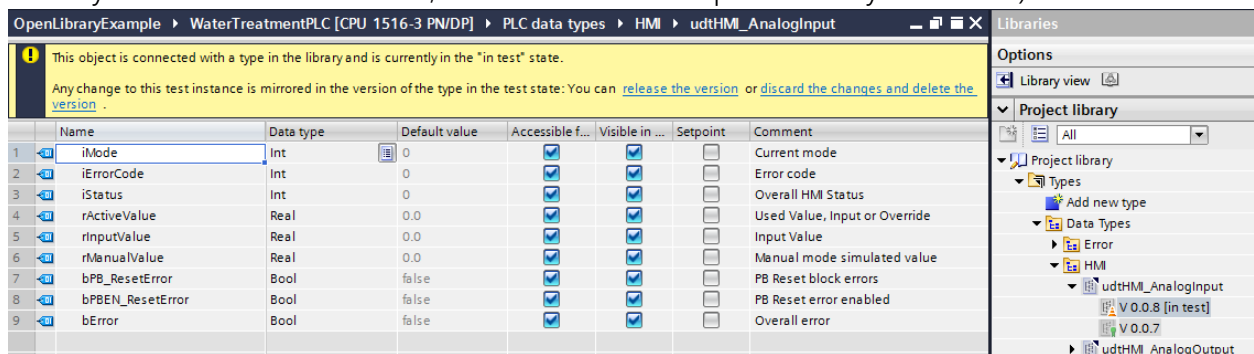 OpenLibraryExample ▸ WaterTreatmentPLC [CPU 1516-3 PN/DP] ▸ PLC data types ▸ HMI ▸ udtHMI_AnalogInput
This object is connected with a type in the library and is currently in the "in test" state.
Any change to this test instance is mirrored in the version of the type in the test state: You can release the version or discard the changes and delete the
version .
Name Data type Default value Accessible f... Visible in ... Setpoint Comment
1 iMode Int 0 Current mode
2 iErrorCode Int 0 Error code
3 iStatus Int 0 Overall HMI Status
4 rActiveValue Real 0.0 Used Value, Input or Override
5 rInputValue Real 0.0 Input Value
6 rManualValue Real 0.0 Manual mode simulated value
7 bPB_ResetError Bool false PB Reset block errors
8 bPBEN_ResetError Bool false PB Reset error enabled
9 bError Bool false Overall error
Libraries
Options
Library view
Project library
All
Project library
Types
Add new type
Data Types
Error
HMI
udtHMI_AnalogInput
V 0.0.8 [in test]
V 0.0.7
udtHMI_AnalogOutput